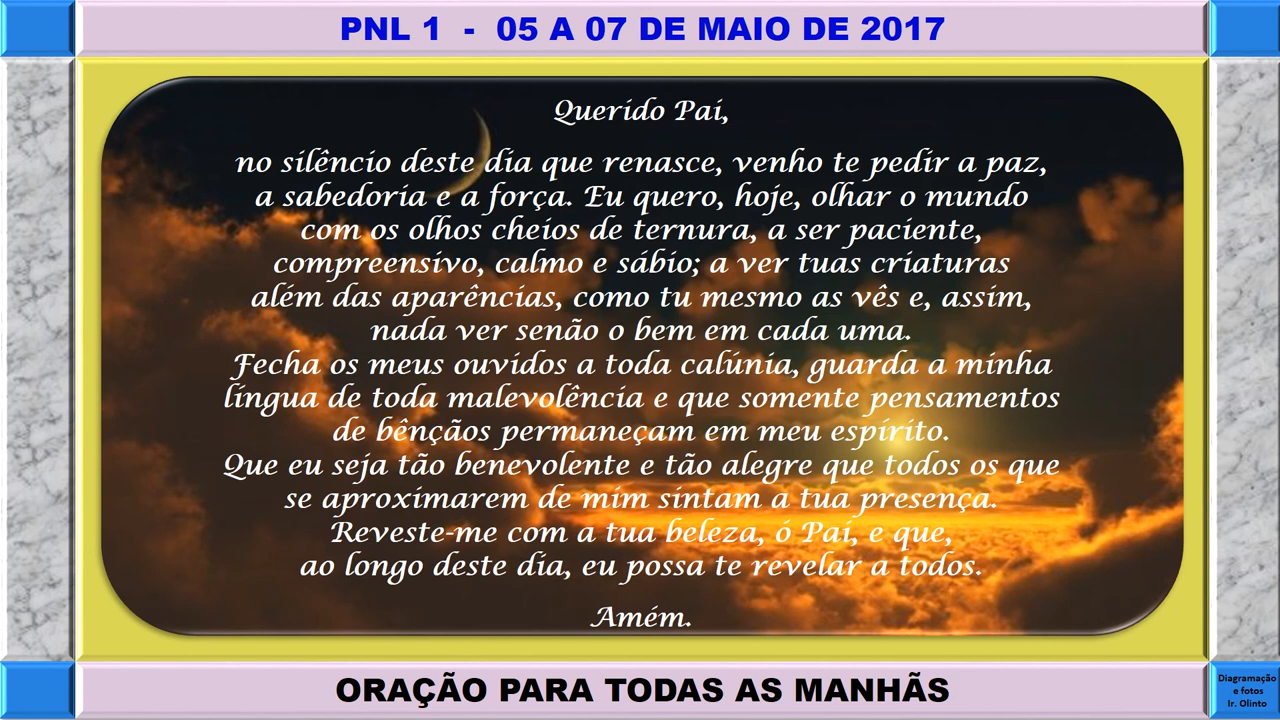 PNL 1 - 05 A 07 DE MAIO DE 2017
Querido Pai,
no silêncio deste dia que renasce, venho te pedir a paz,
a sabedoria e a força. Eu quero, hoje, olhar o mundo
com os olhos cheios de ternura, a ser paciente,
compreensivo, calmo e sábio; a ver tuas criaturas
além das aparências, como tu mesmo as vês e, assim,
nada ver senão o bem em cada uma.
Fecha os meus ouvidos a toda calúnia, guarda a minha
língua de toda malevolência e que somente pensamentos
de bênçãos permaneçam em meu espírito.
Que eu seja tão benevolente e tão alegre que todos os que
se aproximarem de mim sintam a tua presença.
Reveste-me com a tua beleza, ó Pai, e que,
ao longo deste dia, eu possa te revelar a todos.
Amém.
ORAÇÃO PARA TODAS AS MANHÃS
Diagramação
e fotos
Ir. Olinto